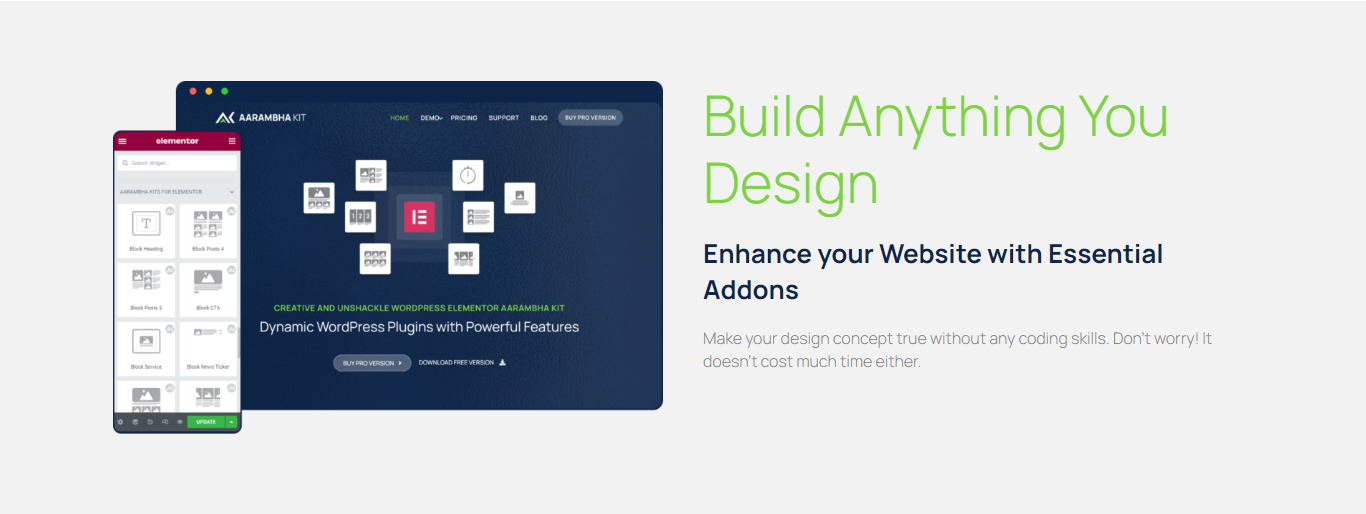 AARAMBHA KIT
HOME DEMO PRICING SUPPORT BLOG BUY PRO VERSION
CREATIVE AND UNSHACKLE WORDPRESS ELEMENTOR AARAMBHA KIT
Dynamic WordPress Plugins with Powerful Features
BUY PRO VERSION DOWNLOAD FREE VERSION
elementor
Search Widget...
AARAMBHA KITS FOR ELEMENTOR
T
Block Heading Block Posts 4
Block Posts 5 Block CTA
Block Service Block News Ticker
UPDATE
1 2 3
Build Anything You
Design
Enhance your Website with Essential
Addons
Make your design concept true without any coding skills. Don't worry! It
doesn't cost much time either.